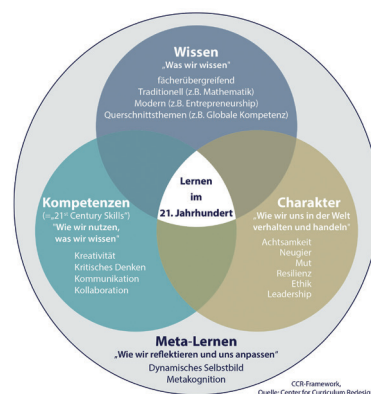 Wissen
„Was wir wissen"
fächerübergreifend
Traditionell (z.B. Mathematik)
Modern (z.B. Entrepreneurship)
Querschnittsthemen (z.B. Globale Kompetenz)
Lernen
im
21. Jahrhundert
Kompetenzen
(=„21st Century Skills")
"Wie wir nutzen,
was wir wissen"
Kreativität
Kritisches Denken
Kommunikation
Kollaboration
Charakter
„Wie wir uns in der Welt
verhalten und handeln"
Achtsamkeit
Neugier
Mut
Resilienz
Ethik
Leadership
Meta-Lernen
„Wie wir reflektieren und uns anpassen"
Dynamisches Selbstbild
Metakognition
CCR-Framework,
Quelle: Center for Curriculum Redesign